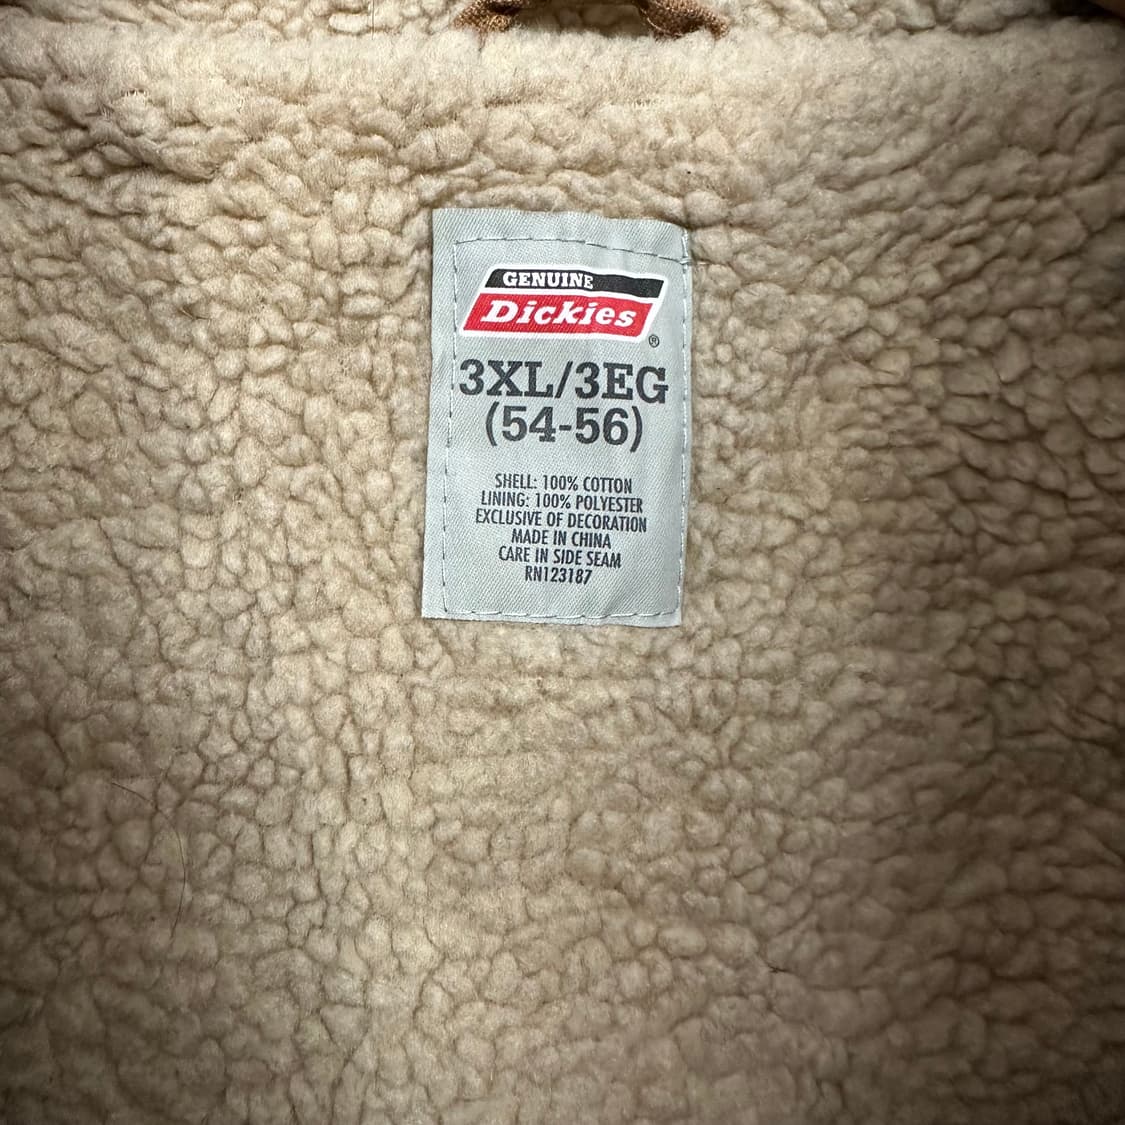 GENUINE
Dickies
®
3XL/3EG
(54-56)
SHELL: 100% COTTON
LINING: 100% POLYESTER
EXCLUSIVE OF DECORATION
MADE IN CHINA
CARE IN SIDE SEAM
RN123187